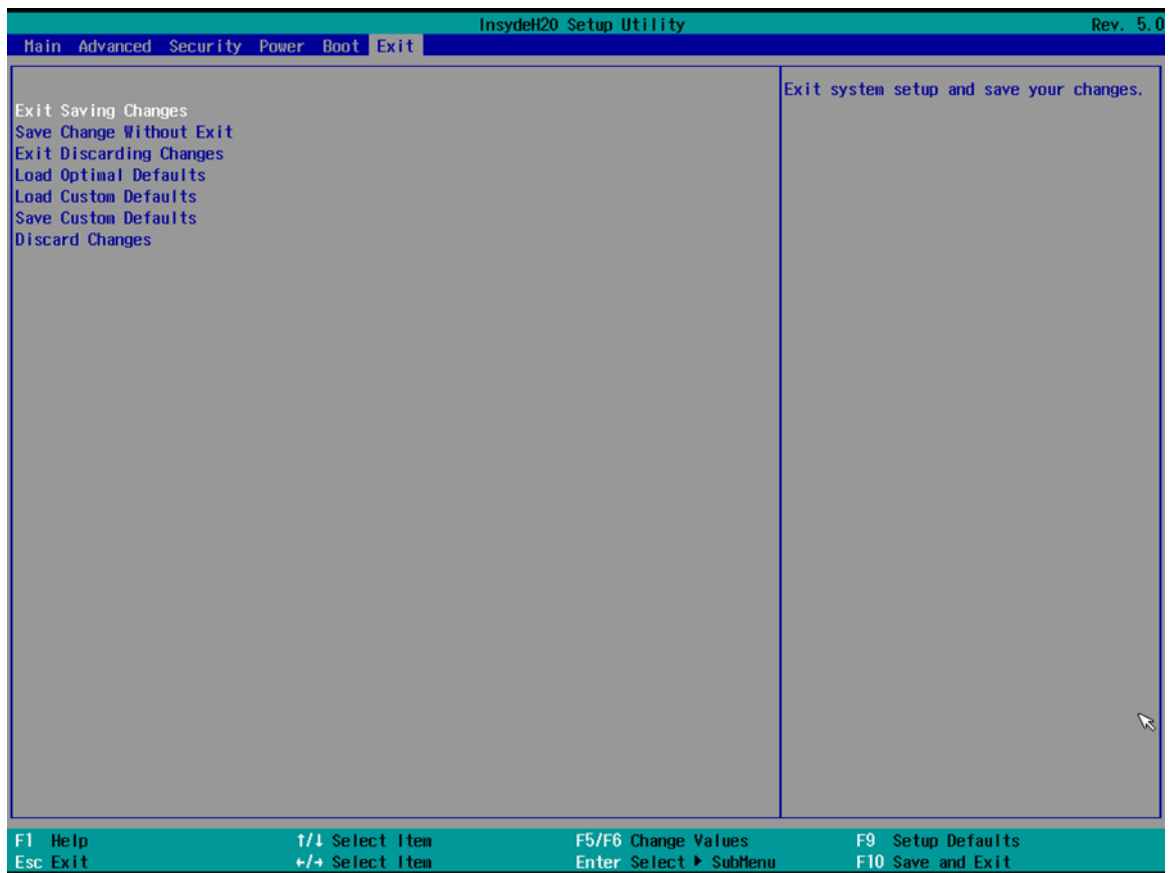 InsydeH20 Setup Utility Rev. 5.0
Main Advanced Security Power Boot Exit
Exit system setup and save your changes.
Exit Saving Changes
Save Change Without Exit
Exit Discarding Changes
Load Optimal Defaults
Load Custom Defaults
Save Custom Defaults
Discard Changes
F1 Help ↑/↓ Select Item F5/F6 Change Values F9 Setup Defaults
Esc Exit ←/→ Select Item Enter Select ▶ SubMenu F10 Save and Exit